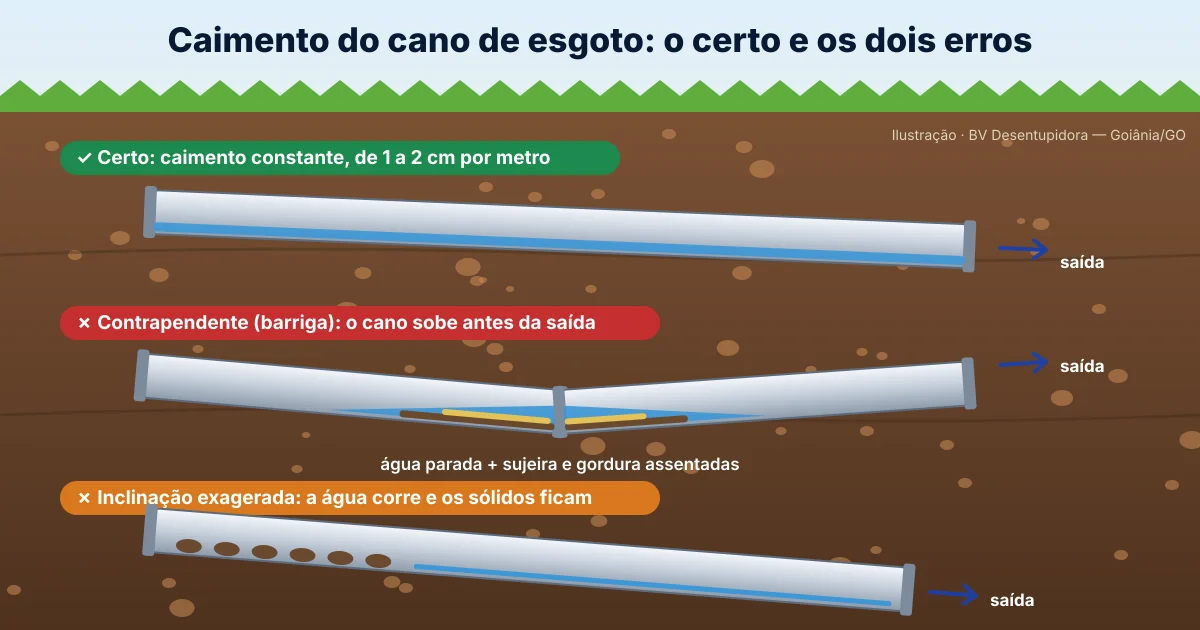 Caimento do cano de esgoto: o certo e os dois erros
Ilustração · BV Desentupidora — Goiânia/GO
✓ Certo: caimento constante, de 1 a 2 cm por metro
saída
× Contrapendente (barriga): o cano sobe antes da saída
saída
água parada + sujeira e gordura assentadas
× Inclinação exagerada: a água corre e os sólidos ficam
saída